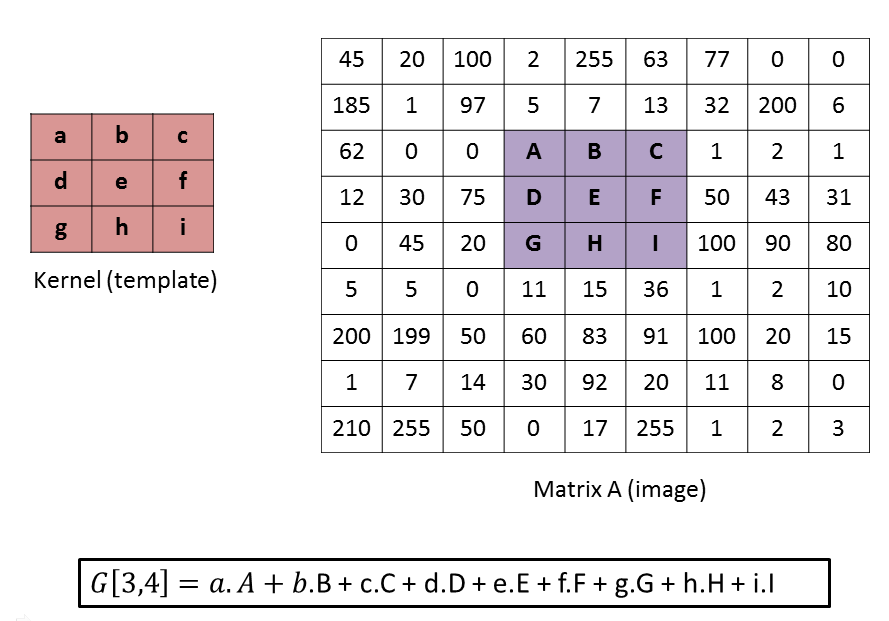 45 20 100 2 255 63 77 0 0
185 1 97 5 7 13 32 200 6
a b c
62 0 0 A B C 1 2 1
d e f
12 30 75 D E F 50 43 31
g h i
0 45 20 G H I 100 90 80
Kernel (template)
5 5 0 11 15 36 1 2 10
200 199 50 60 83 91 100 20 15
1 7 14 30 92 20 11 8 0
210 255 50 0 17 255 1 2 3
Matrix A (image)
G[3,4] = a. A + b.B + c.C + d.D + e.E + f.F + g.G + h.H + i.I